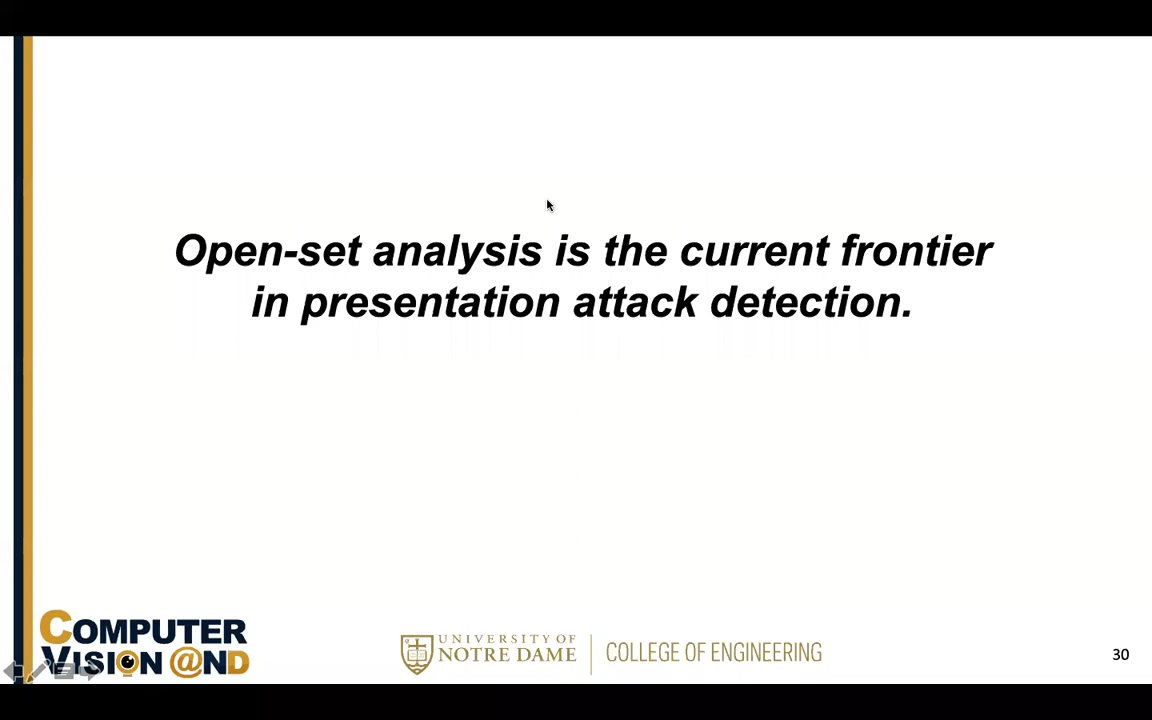 Open-set analysis is the current frontier
in presentation attack detection.
COMPUTER
VISION @ND
UNIVERSITY OF
NOTRE DAME
COLLEGE OF ENGINEERING
30